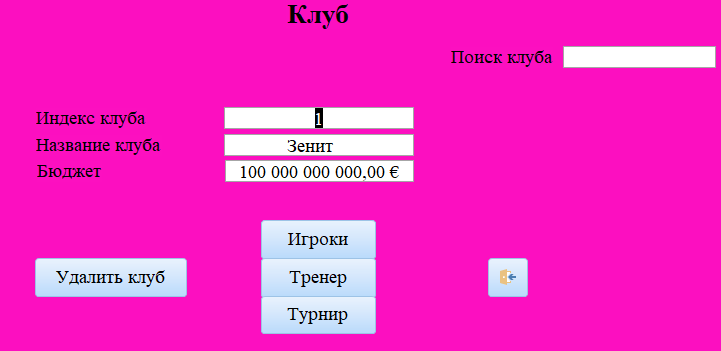 Клуб
Поиск клуба
Индекс клуба 1
Название клуба Зенит
Бюджет 100 000 000 000,00 €
Игроки
Удалить клуб Тренер
Турнир